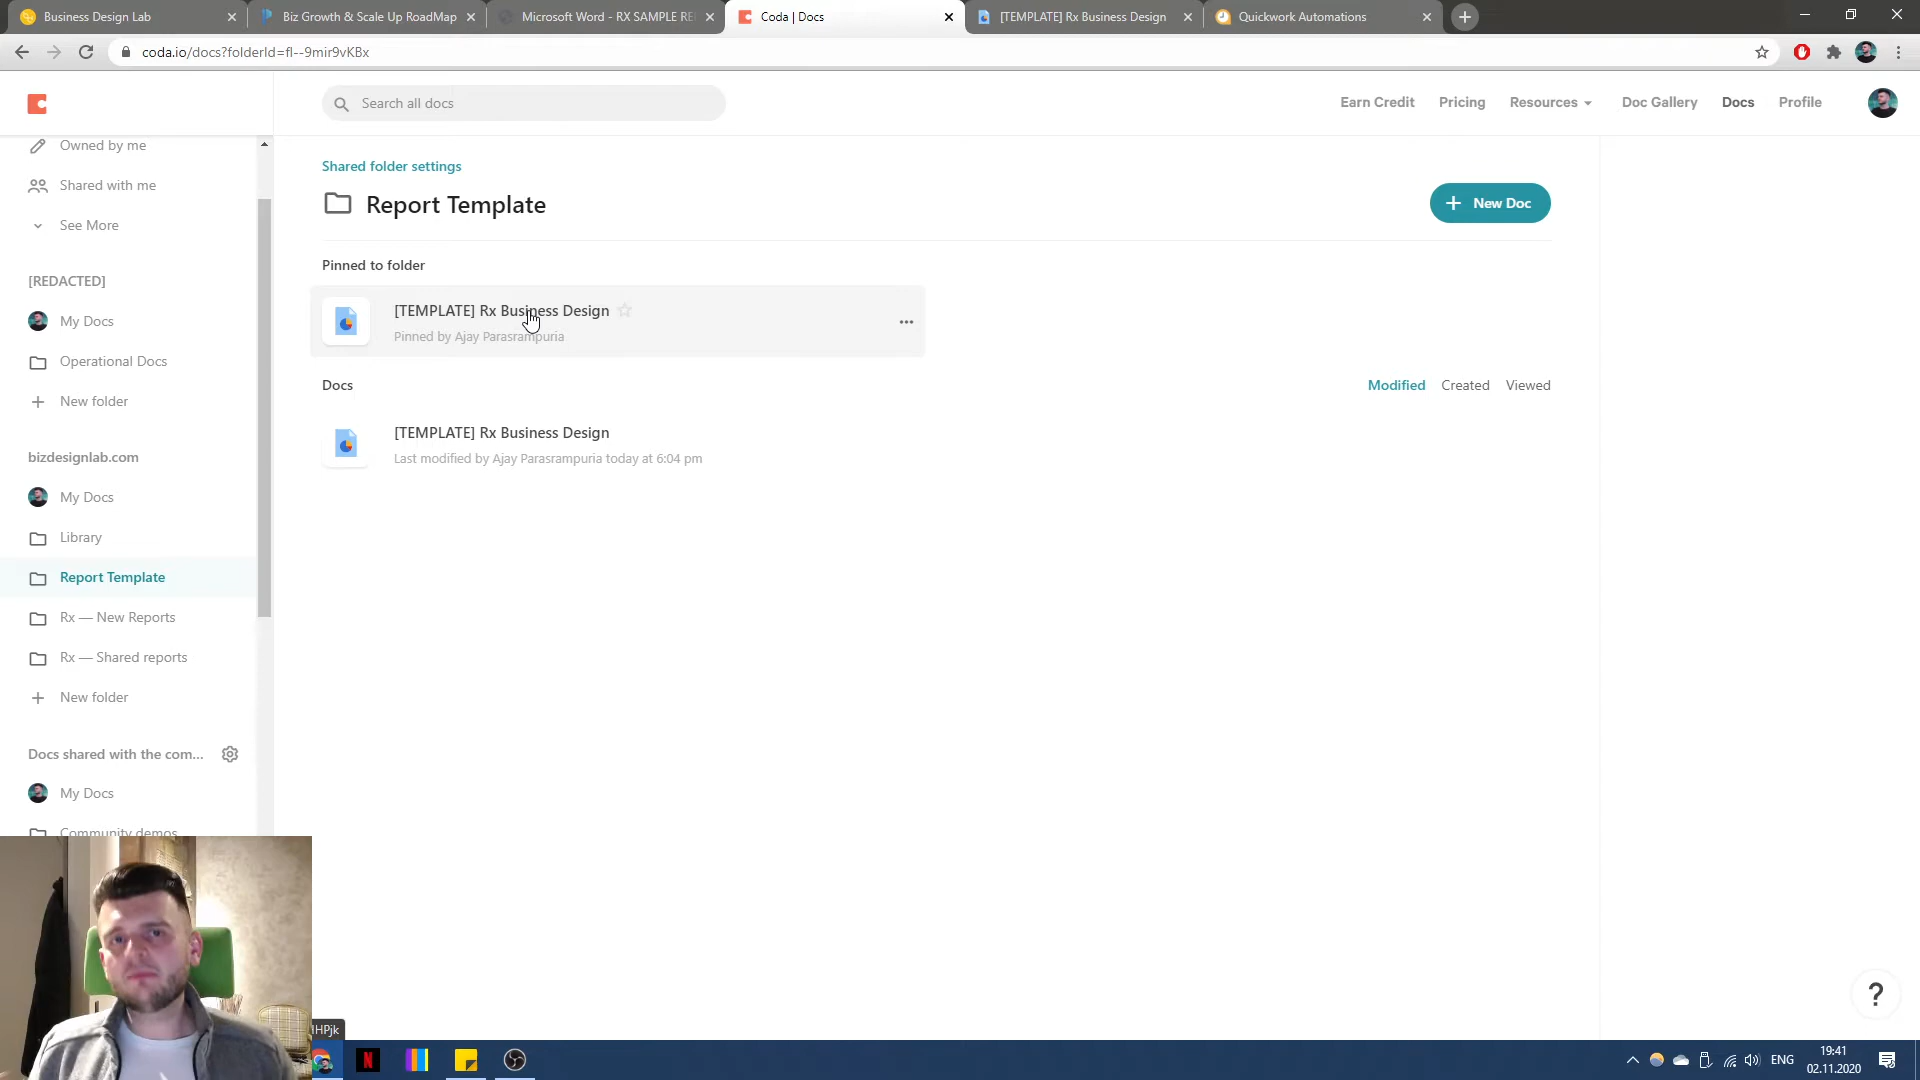 Business Design Lab
Biz Growth & Scale Up RoadMap
Microsoft Word - RX SAMPLE RE
Coda | Docs
[TEMPLATE] Rx Business Design
Quickwork Automations
coda.io/docs?folderId=fl--9mir9vKBx
Search all docs
Earn Credit
Pricing
Resources
Doc Gallery
Docs
Profile
Owned by me
Shared with me
See More
[REDACTED]
My Docs
Operational Docs
New folder
bizdesignlab.com
My Docs
Library
Report Template
Rx — New Reports
Rx — Shared reports
New folder
Docs shared with the com...
My Docs
Community demos
Shared folder settings
Report Template
New Doc
Pinned to folder
[TEMPLATE] Rx Business Design
Pinned by Ajay Parasrampuria
Docs
Modified
Created
Viewed
[TEMPLATE] Rx Business Design
Last modified by Ajay Parasrampuria today at 6:04 pm
?
ENG
19:41
02.11.2020